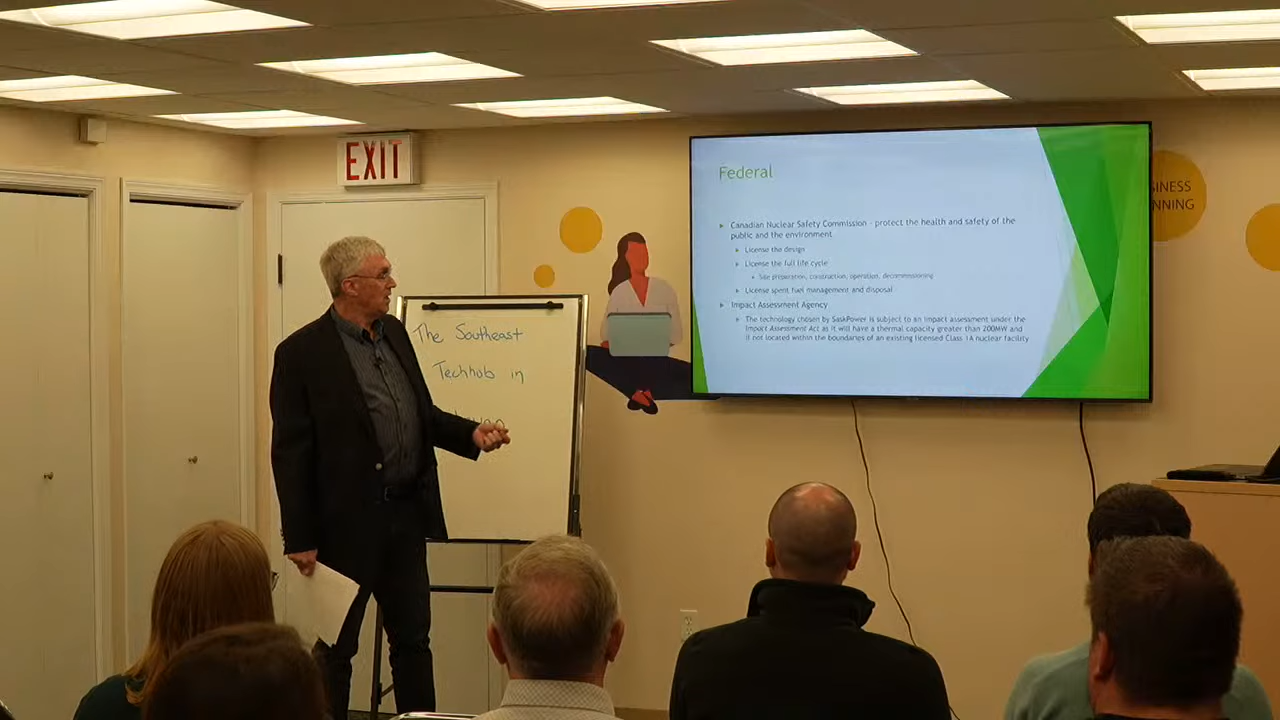 EXIT
The Southeast
Techhub in
Federal
Canadian Nuclear Safety Commission - protect the health and safety of the
public and the environment
License the design
License the full life cycle
Site preparation, construction, operation, decommissioning
License spent fuel management and disposal
Impact Assessment Agency
The technology chosen by SaskPower is subject to an impact assessment under the
Impact Assessment Act as it will have a thermal capacity greater than 200MW and
if not located within the boundaries of an existing licensed Class 1A nuclear facility
INESS
NNING